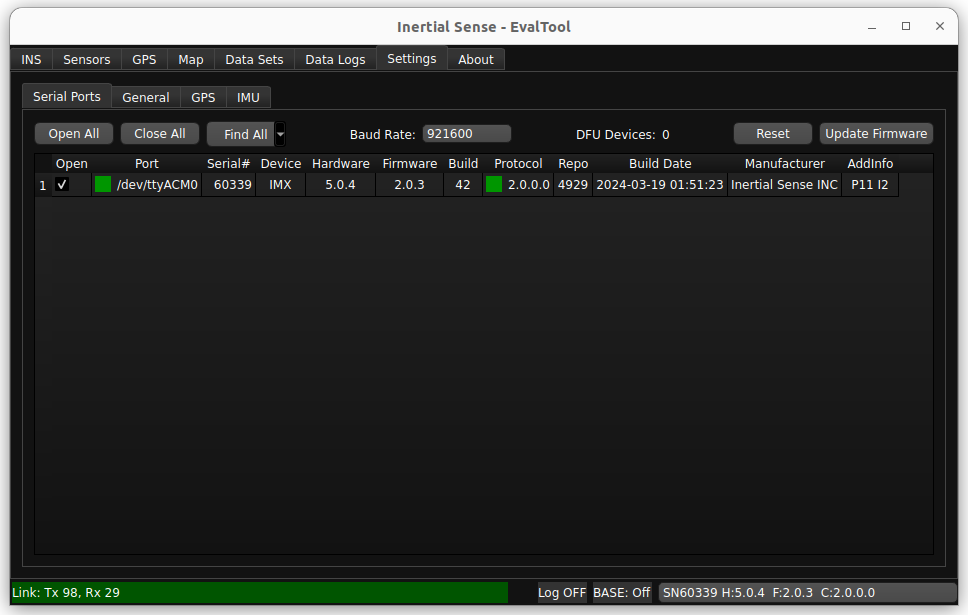 Inertial Sense - EvalTool
INS Sensors GPS Map Data Sets Data Logs Settings About
Serial Ports General GPS IMU
Open All Close All Find All Baud Rate: 921600 DFU Devices: 0 Reset Update Firmware
Open Port Serial# Device Hardware Firmware Build Protocol Repo Build Date Manufacturer AddInfo
1 /dev/ttyACM0 60339 IMX 5.0.4 2.0.3 42 2.0.0.0 4929 2024-03-19 01:51:23 Inertial Sense INC P11 I2
Link: Tx 98, Rx 29 Log OFF BASE: Off SN60339 H:5.0.4 F:2.0.3 C:2.0.0.0